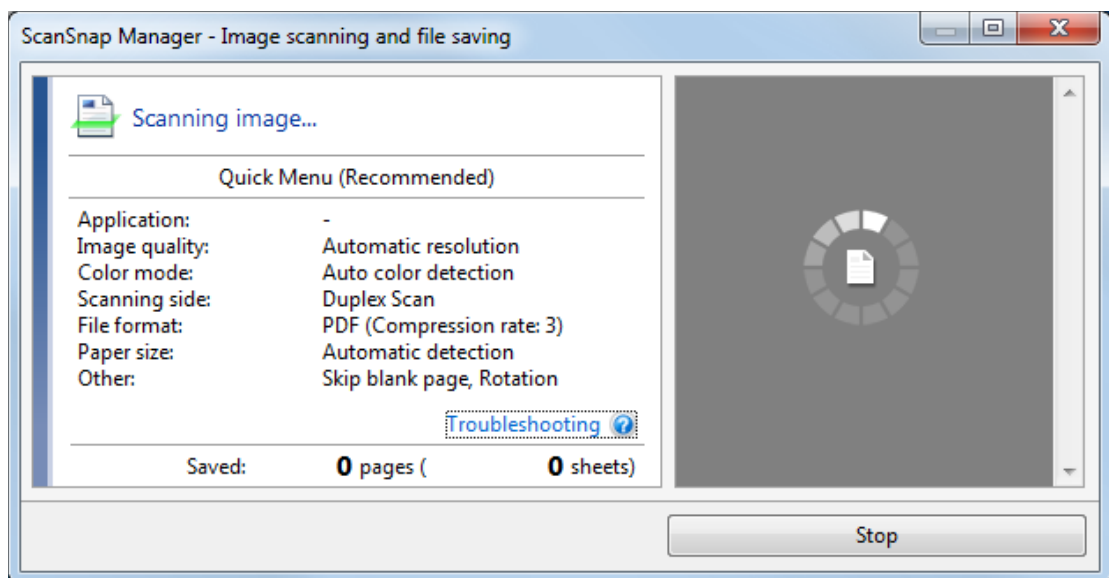 ScanSnap Manager - Image scanning and file saving
Scanning image...
Quick Menu (Recommended)
Application: -
Image quality: Automatic resolution
Color mode: Auto color detection
Scanning side: Duplex Scan
File format: PDF (Compression rate: 3)
Paper size: Automatic detection
Other: Skip blank page, Rotation
Troubleshooting ?
Saved: 0 pages ( 0 sheets)
Stop